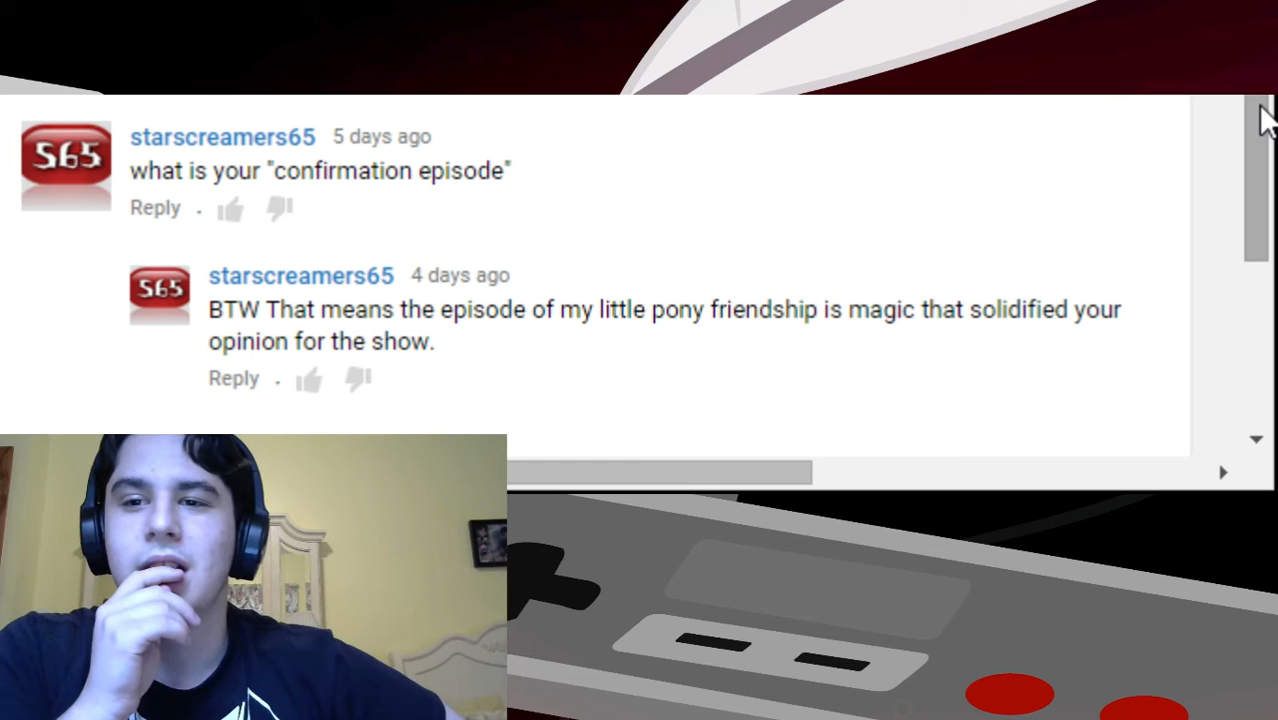 S65
starscreamers65 5 days ago
what is your "confirmation episode"
Reply .
S65
starscreamers65 4 days ago
BTW That means the episode of my little pony friendship is magic that solidified your
opinion for the show.
Reply .